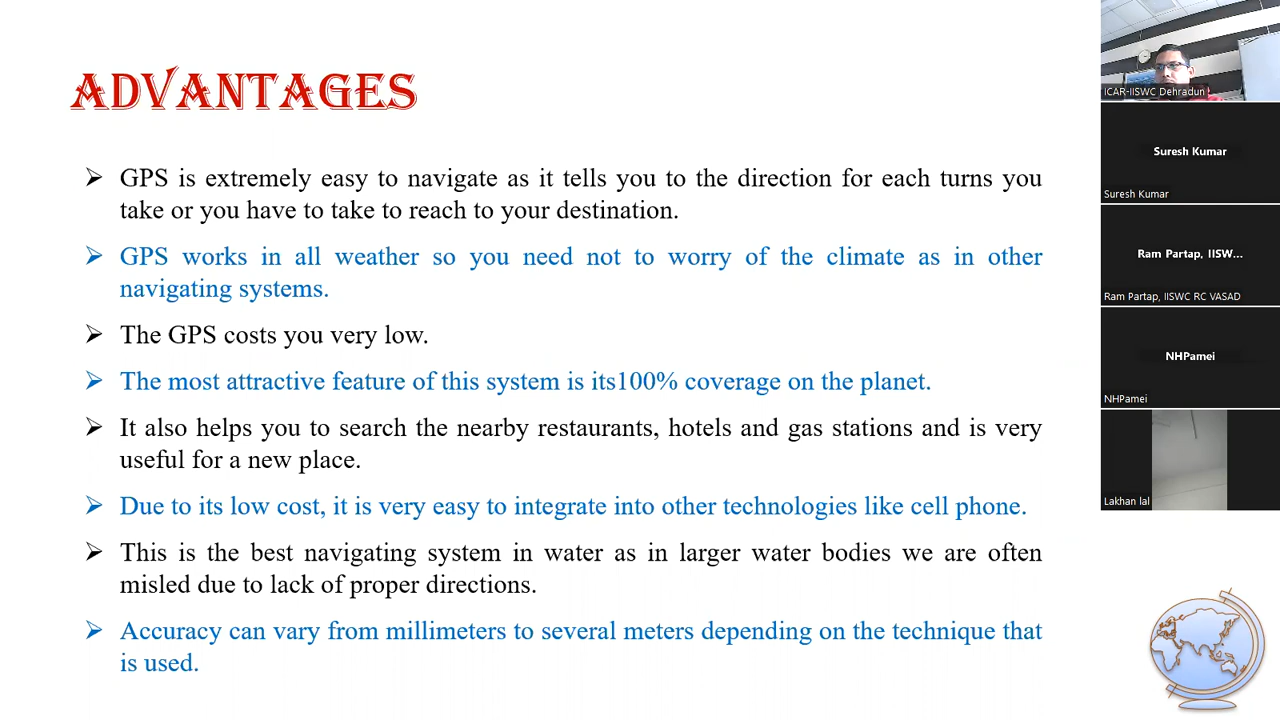 ADVANTAGES
➢ GPS is extremely easy to navigate as it tells you to the direction for each turns you
take or you have to take to reach to your destination.
➢ GPS works in all weather so you need not to worry of the climate as in other
navigating systems.
➢ The GPS costs you very low.
➢ The most attractive feature of this system is its100% coverage on the planet.
➢ It also helps you to search the nearby restaurants, hotels and gas stations and is very
useful for a new place.
➢ Due to its low cost, it is very easy to integrate into other technologies like cell phone.
➢ This is the best navigating system in water as in larger water bodies we are often
misled due to lack of proper directions.
➢ Accuracy can vary from millimeters to several meters depending on the technique that
is used.
ICAR-IISWC Dehradun
Suresh Kumar
Suresh Kumar
Ram Partap, IISW...
Ram Partap, IISWC RC VASAD
NHPamei
NHPamei
Lakhan lal